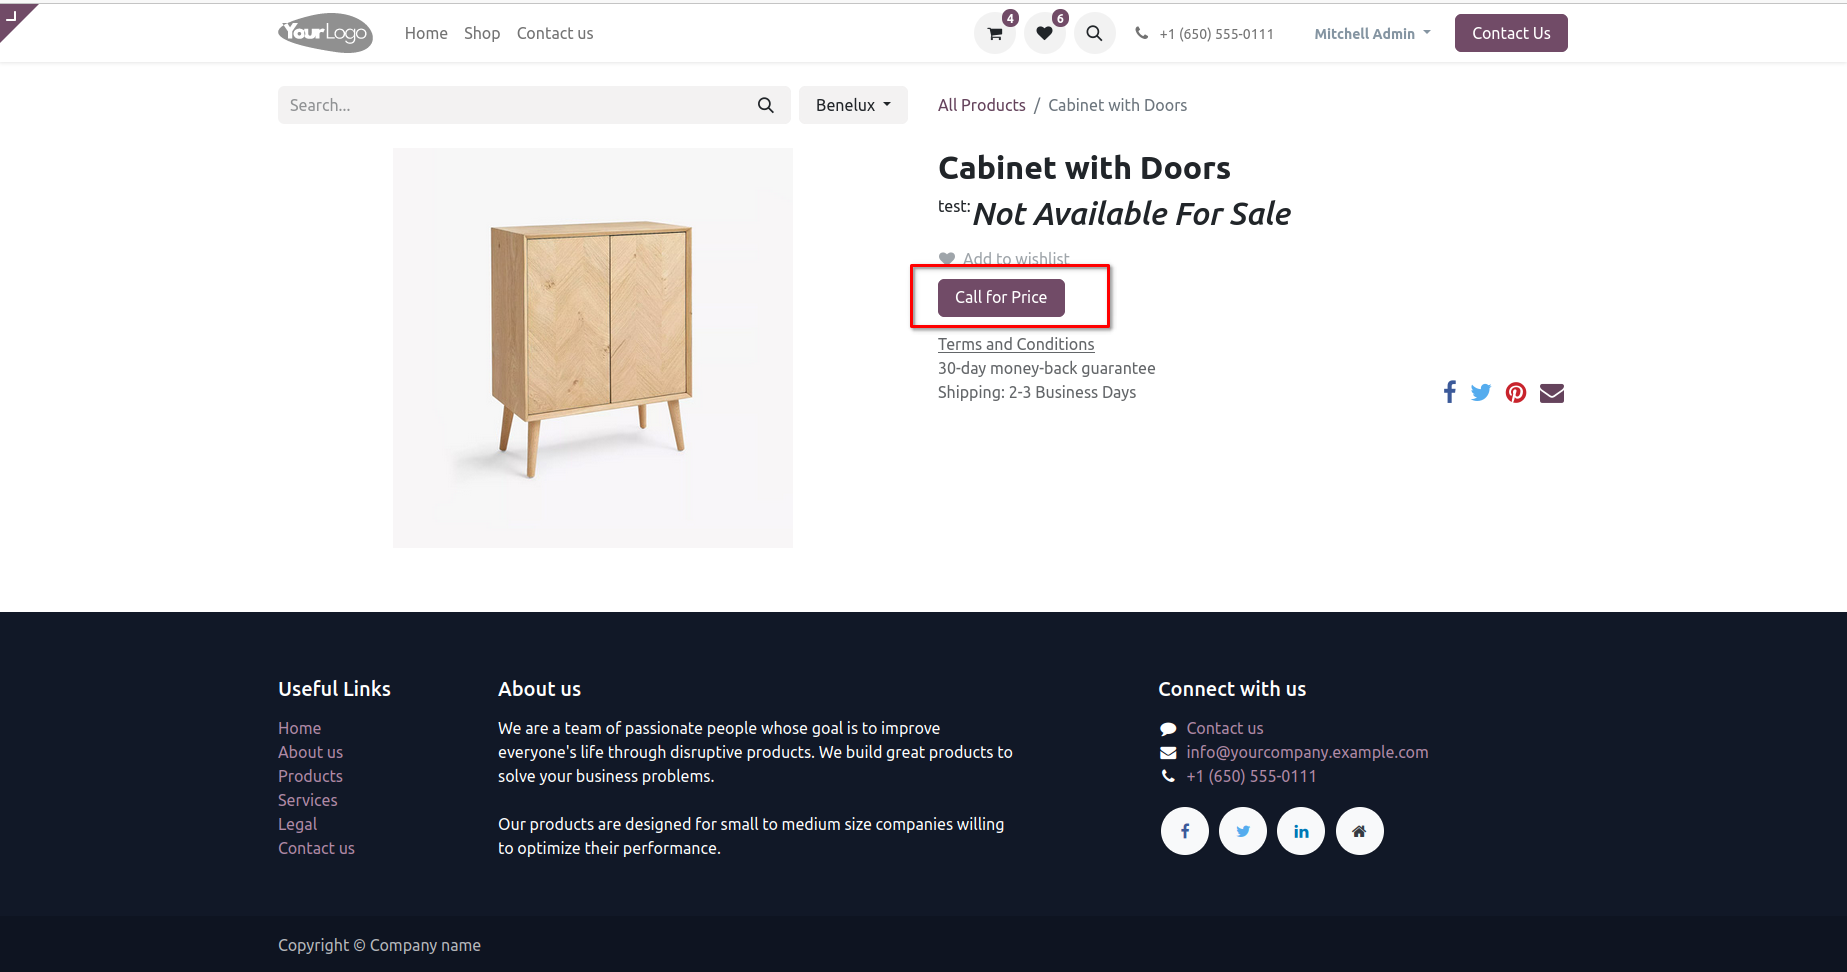 YourLogo
Home Shop Contact us 4 6 +1 (650) 555-0111 Mitchell Admin Contact Us
Search... Benelux All Products / Cabinet with Doors
Cabinet with Doors
test: Not Available For Sale
Add to wishlist
Call for Price
Terms and Conditions
30-day money-back guarantee
Shipping: 2-3 Business Days
Useful Links
Home
About us
Products
Services
Legal
Contact us
About us
We are a team of passionate people whose goal is to improve
everyone's life through disruptive products. We build great products to
solve your business problems.
Our products are designed for small to medium size companies willing
to optimize their performance.
Connect with us
Contact us
info@yourcompany.example.com
+1 (650) 555-0111
Copyright © Company name